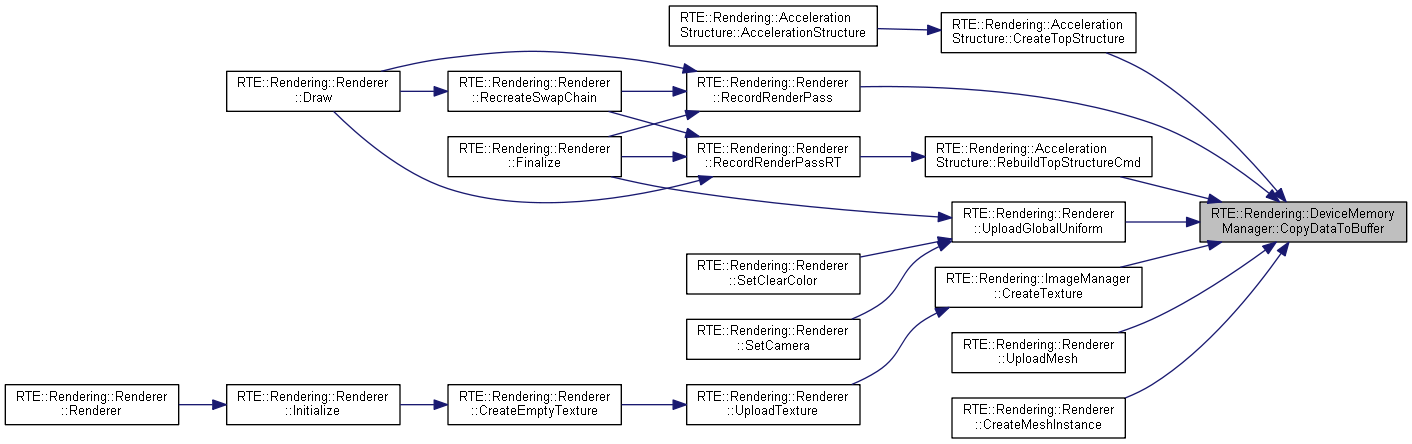 RTE::Rendering::Acceleration
Structure::AccelerationStructure
RTE::Rendering::Acceleration
Structure::CreateTopStructure
RTE::Rendering::Renderer
::Draw
RTE::Rendering::Renderer
::RecreateSwapChain
RTE::Rendering::Renderer
::RecordRenderPass
RTE::Rendering::Renderer
::Finalize
RTE::Rendering::Renderer
::RecordRenderPassRT
RTE::Rendering::Acceleration
Structure::RebuildTopStructureCmd
RTE::Rendering::Renderer
::UploadGlobalUniform
RTE::Rendering::DeviceMemory
Manager::CopyDataToBuffer
RTE::Rendering::Renderer
::SetClearColor
RTE::Rendering::ImageManager
::CreateTexture
RTE::Rendering::Renderer
::SetCamera
RTE::Rendering::Renderer
::UploadMesh
RTE::Rendering::Renderer
::Renderer
RTE::Rendering::Renderer
::Initialize
RTE::Rendering::Renderer
::CreateEmptyTexture
RTE::Rendering::Renderer
::UploadTexture
RTE::Rendering::Renderer
::CreateMeshInstance